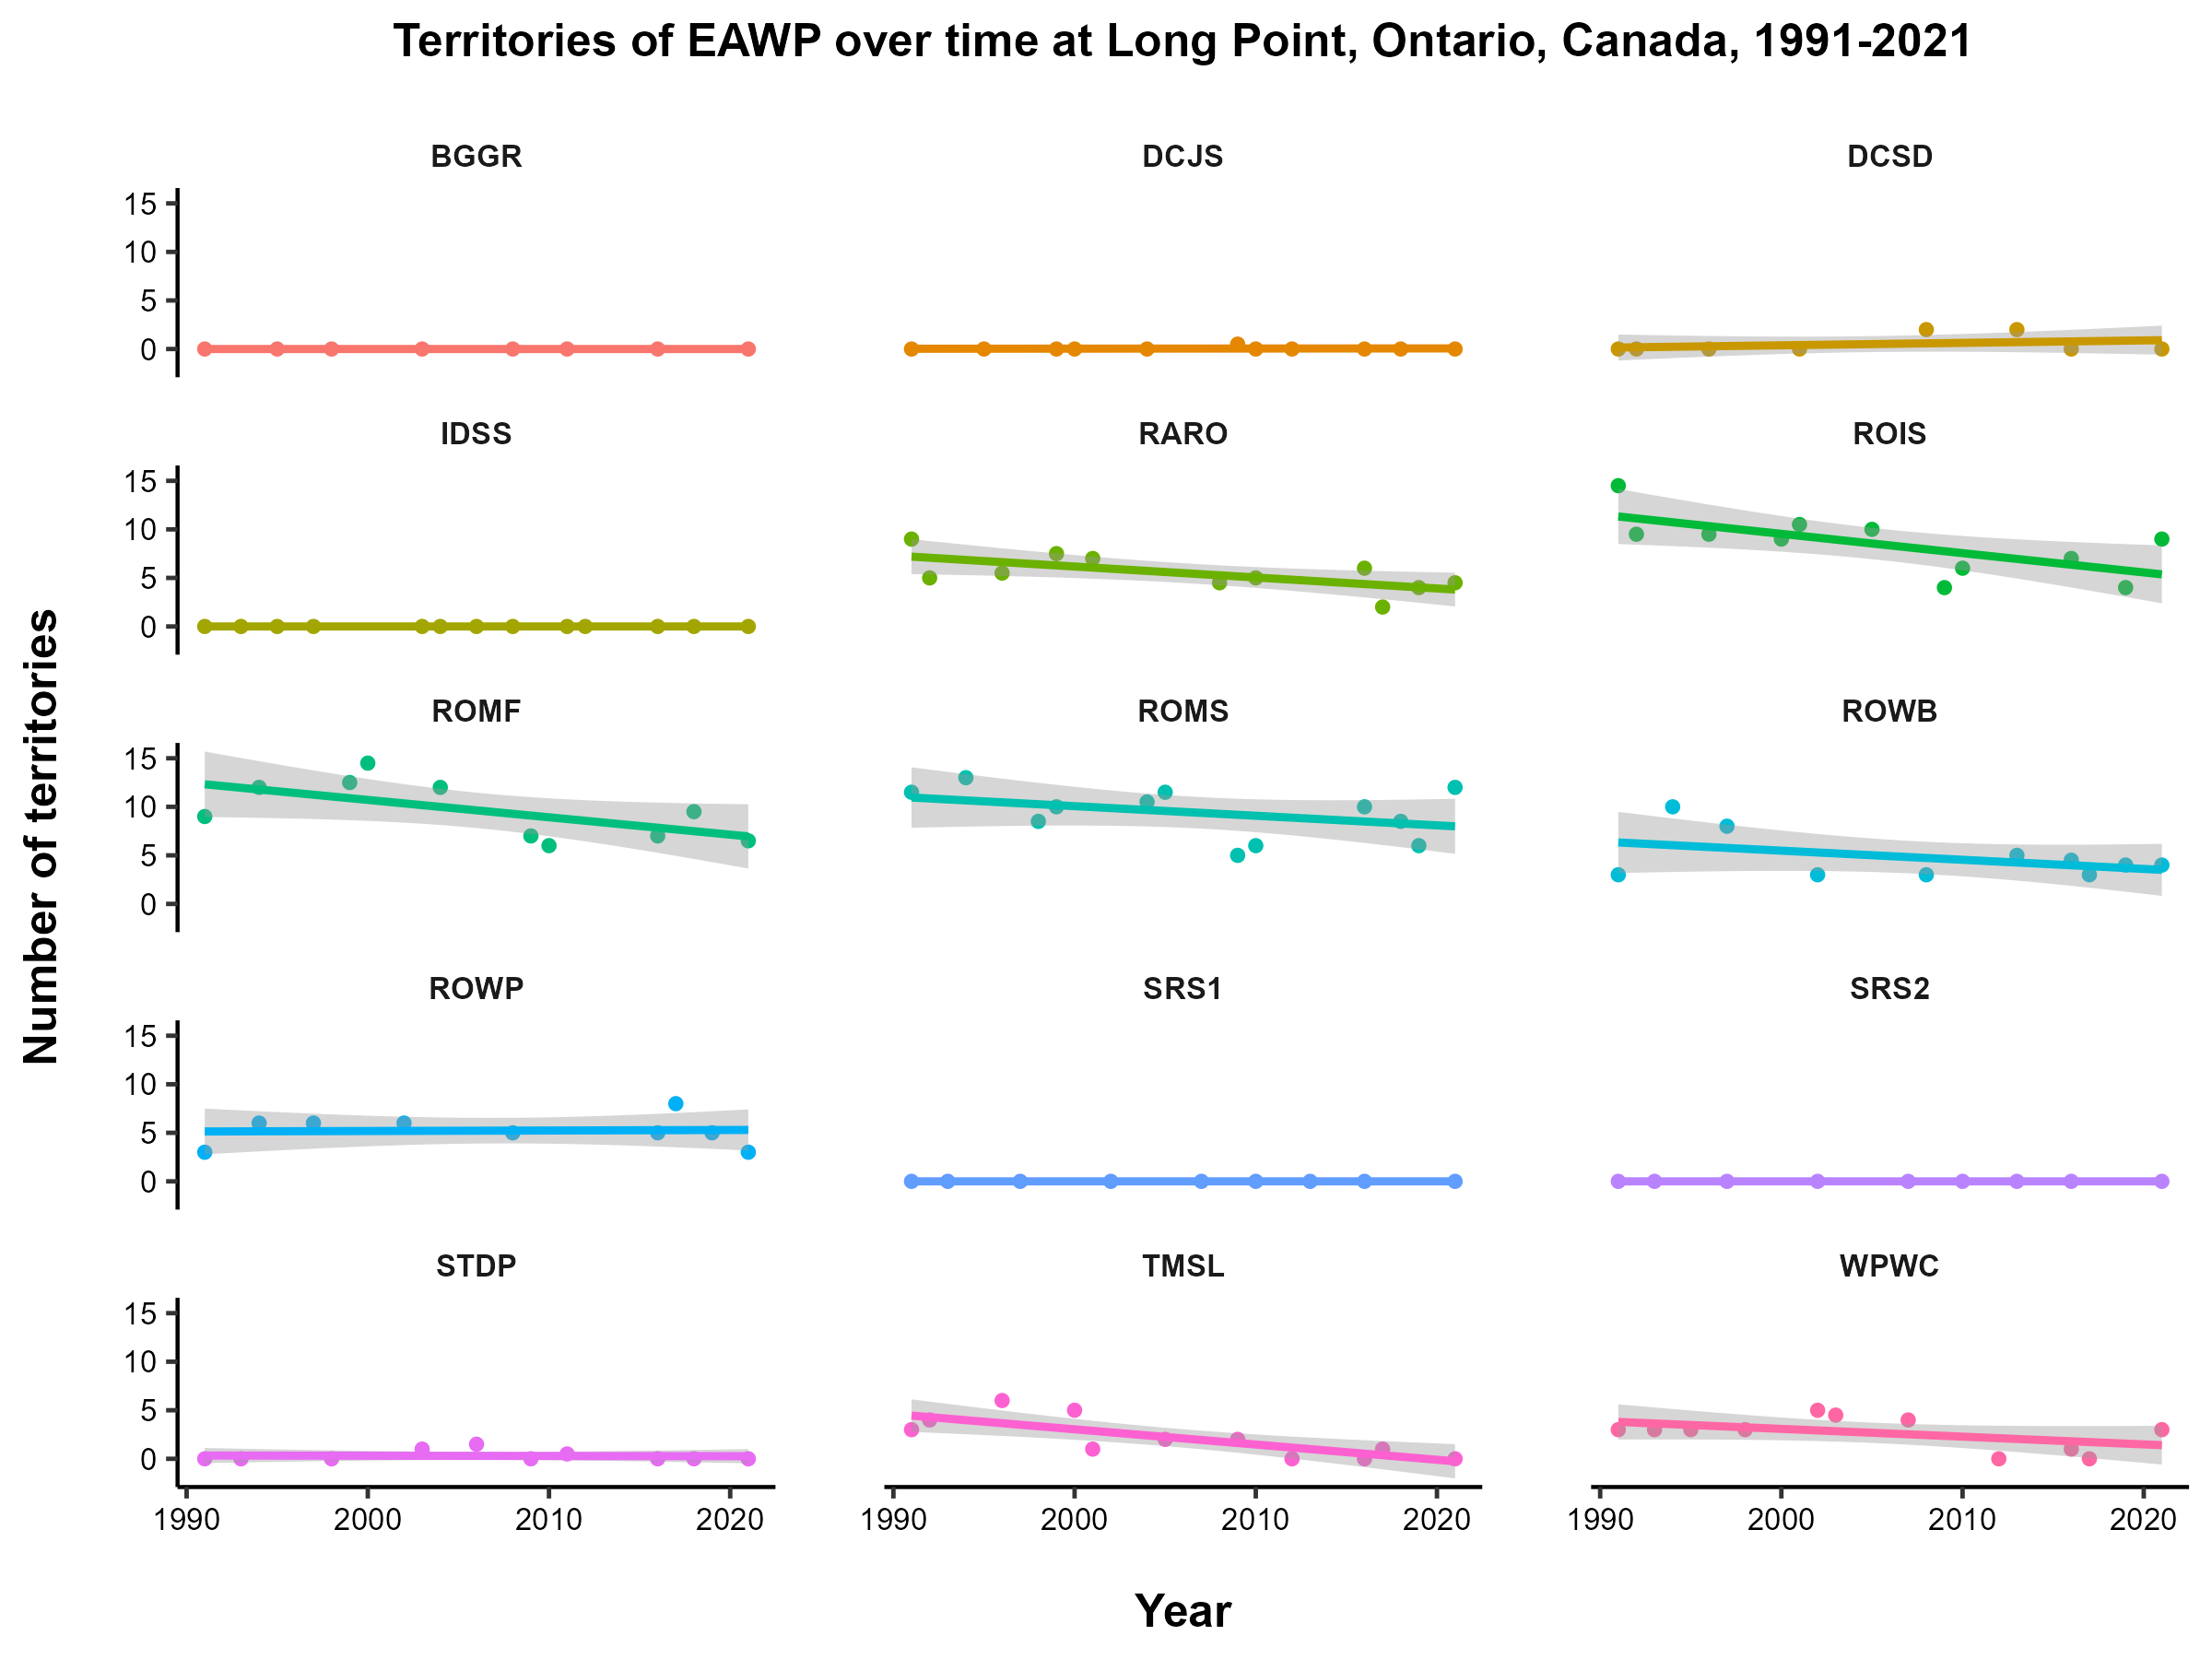 Territories of EAWP over time at Long Point, Ontario, Canada, 1991-2021
BGGR DCJS DCSD
15
10
5
0
IDSS RARO ROIS
15
10
5
0
Number of territories
ROMF ROMS ROWB
15
10
5
0
ROWP SRS1 SRS2
15
10
5
0
STDP TMSL WPWC
15
10
5
0
1990 2000 2010 2020 1990 2000 2010 2020 1990 2000 2010 2020
Year